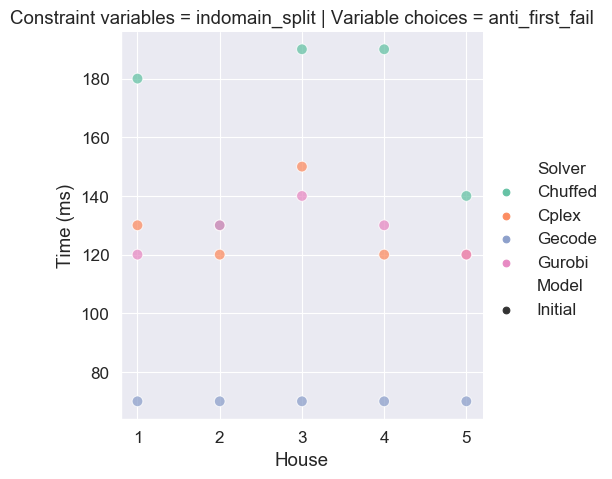 Constraint variables = indomain_split | Variable choices = anti_first_fail
180
160
140
120
100
80
Time (ms)
1 2 3 4 5
House
Solver
Chuffed
Cplex
Gecode
Gurobi
Model
Initial